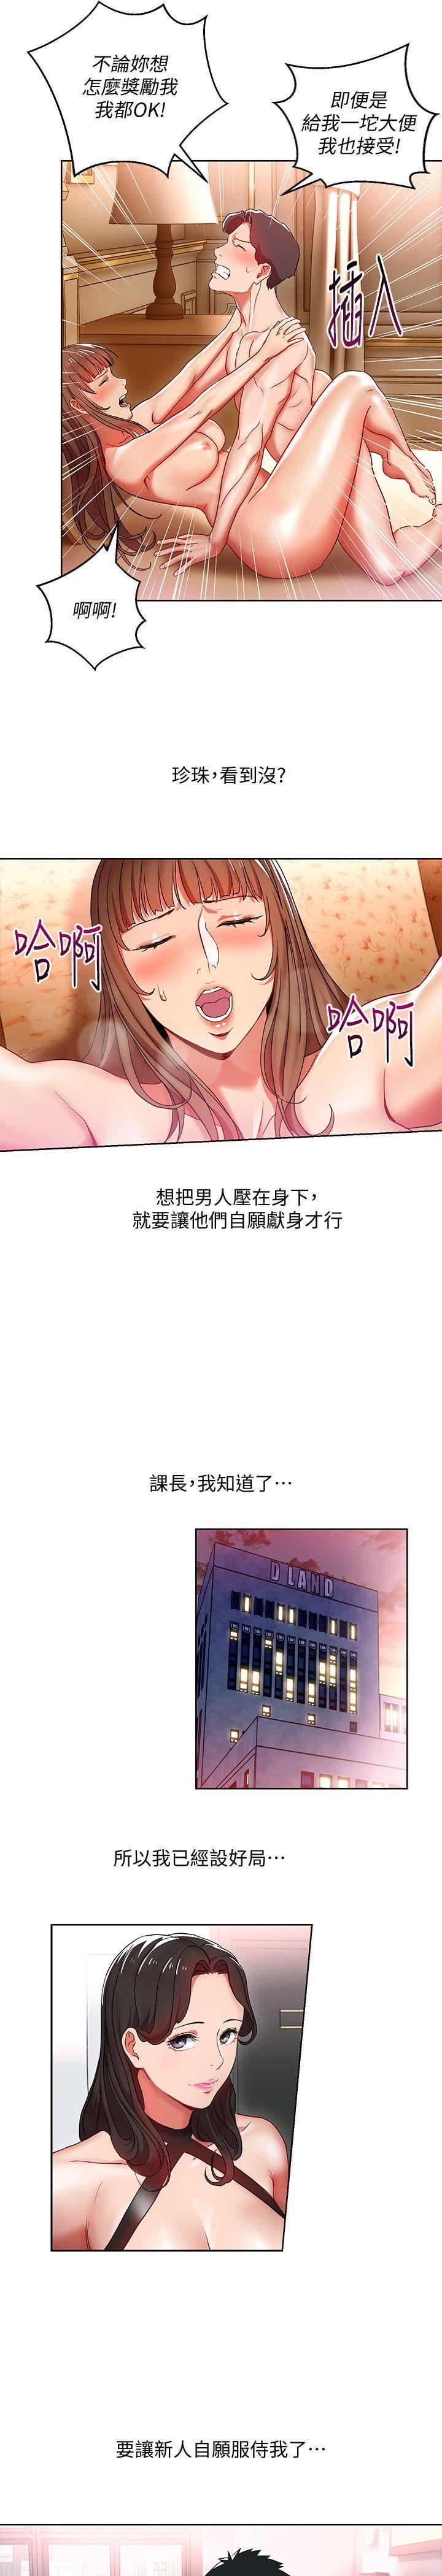 不論妳想
怎麼獎勵我
我都OK!
即便是
給我一坨大便
我也接受!
插入
啊啊!
珍珠,看到沒?
哈啊
哈啊
想把男人壓在身下,
就要讓他們自願獻身才行
課長,我知道了…
D LAND
所以我已經設好局…
要讓新人自願服侍我了…